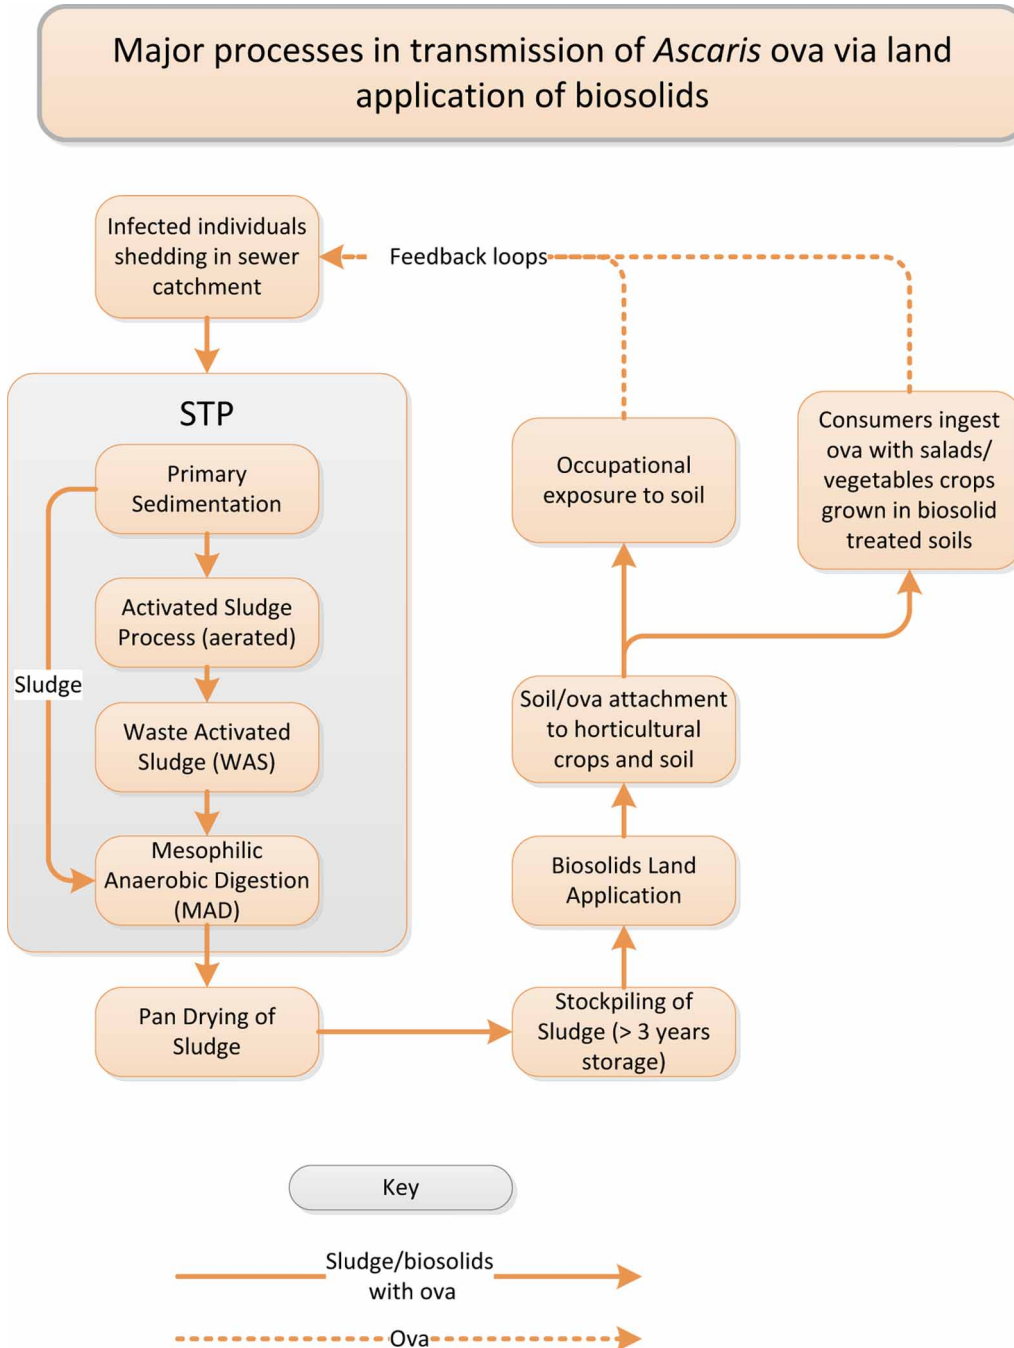 Major processes in transmission of Ascaris ova via land
application of biosolids
Infected individuals
shedding in sewer
catchment
Feedback loops
STP
Primary
Sedimentation
Activated Sludge
Process (aerated)
Sludge
Waste Activated
Sludge (WAS)
Mesophilic
Anaerobic Digestion
(MAD)
Pan Drying of
Sludge
Stockpiling of
Sludge (> 3 years
storage)
Biosolids Land
Application
Soil/ova attachment
to horticultural
crops and soil
Occupational
exposure to soil
Consumers ingest
ova with salads/
vegetables crops
grown in biosolid
treated soils
Key
Sludge/biosolids
with ova
Ova